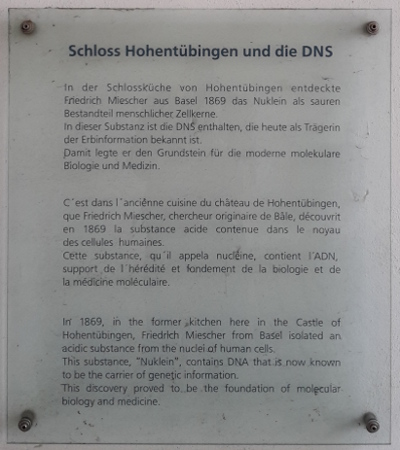 Schloss Hohentübingen und die DNS
In der Schlossküche von Hohentübingen entdeckte
Friedrich Miescher aus Basel 1869 das Nuklein als sauren
Bestandteil menschlicher Zellkerne.
In dieser Substanz ist die DNS enthalten, die heute als Trägerin
der Erbinformation bekannt ist.
Damit legte er den Grundstein für die moderne molekulare
Biologie und Medizin.
C´est dans l´anciènne cuisine du château de Hohentübingen,
que Friedrich Miescher, chercheur originaire de Bâle, découvrit
en 1869 la substance acide contenue dans le noyau
des cellules humaines.
Cette substance, qu´il appela nucléine, contient l´ADN,
support de l´hérédité et fondement de la biologie et de
la médicine moléculaire.
In 1869, in the former kitchen here in the Castle of
Hohentübingen, Friedrich Miescher from Basel isolated an
acidic substance from the nuclei of human cells.
This substance, "Nuklein", contains DNA that is now known
to be the carrier of genetic information.
This discovery proved to be the foundation of molecular
biology and medicine.